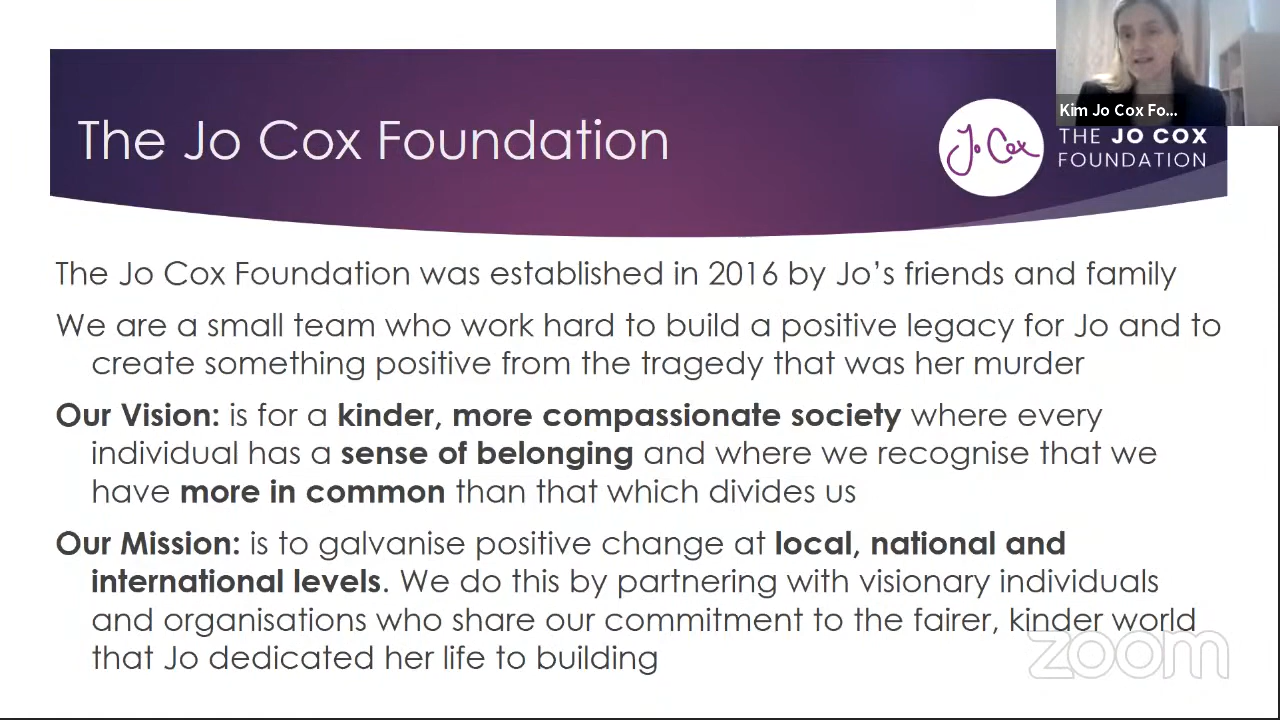 Kim Jo Cox Fo...
The Jo Cox Foundation
Jo Cox
THE JO COX
FOUNDATION
The Jo Cox Foundation was established in 2016 by Jo’s friends and family
We are a small team who work hard to build a positive legacy for Jo and to
create something positive from the tragedy that was her murder
Our Vision: is for a kinder, more compassionate society where every
individual has a sense of belonging and where we recognise that we
have more in common than that which divides us
Our Mission: is to galvanise positive change at local, national and
international levels. We do this by partnering with visionary individuals
and organisations who share our commitment to the fairer, kinder world
that Jo dedicated her life to building
zoom